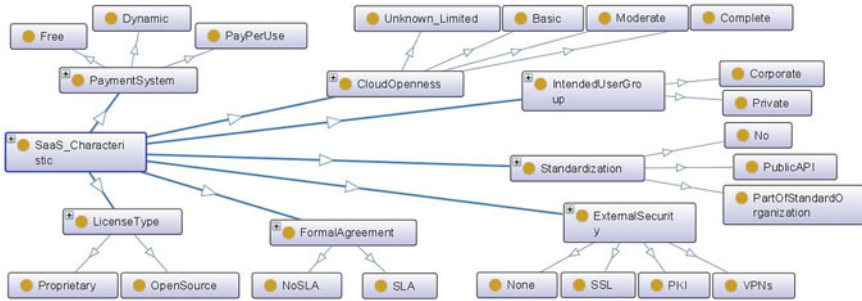 Unknown_Limited
Basic
Moderate
Complete
Dynamic
Free
PayPerUse
PaymentSystem
CloudOpenness
IntendedUserGro
up
Corporate
Private
SaaS_Characteri
stic
Standardization
No
PublicAPI
PartOfStandardO
rganization
LicenseType
FormalAgreement
ExternalSecurit
y
Proprietary
OpenSource
NoSLA
SLA
None
SSL
PKI
VPNs